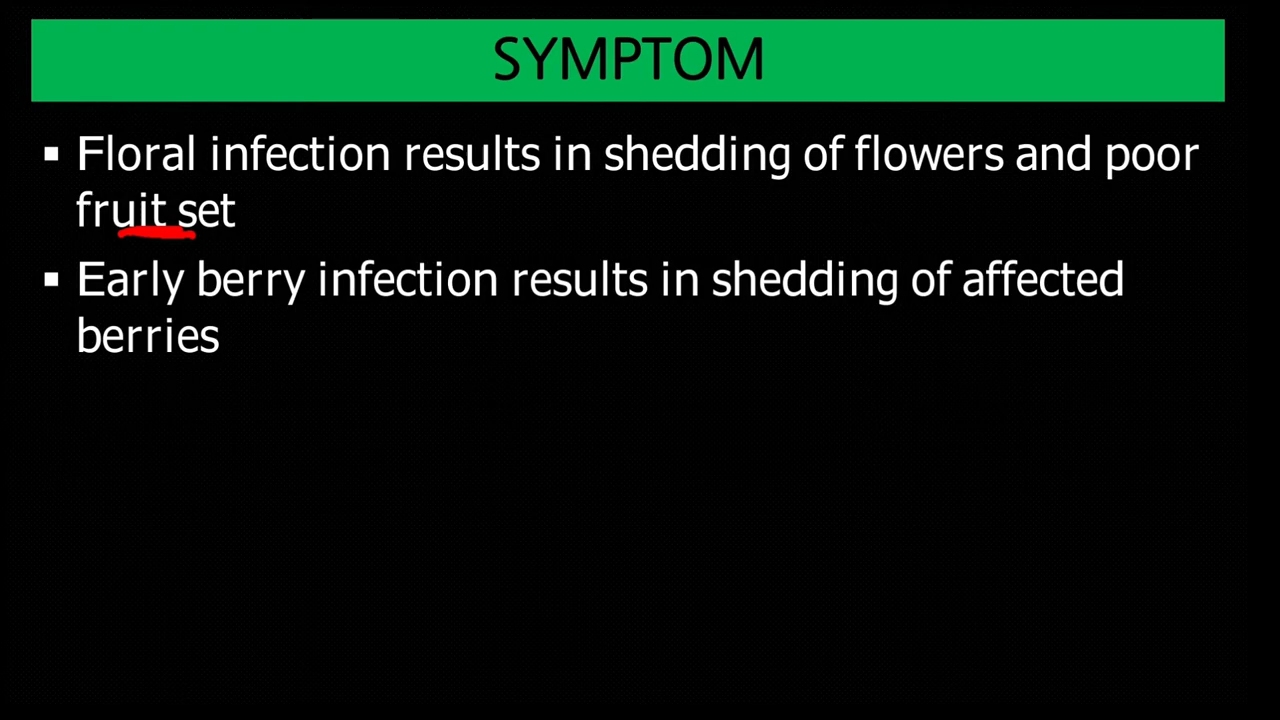 SYMPTOM
▪ Floral infection results in shedding of flowers and poor
fruit set
▪ Early berry infection results in shedding of affected
berries